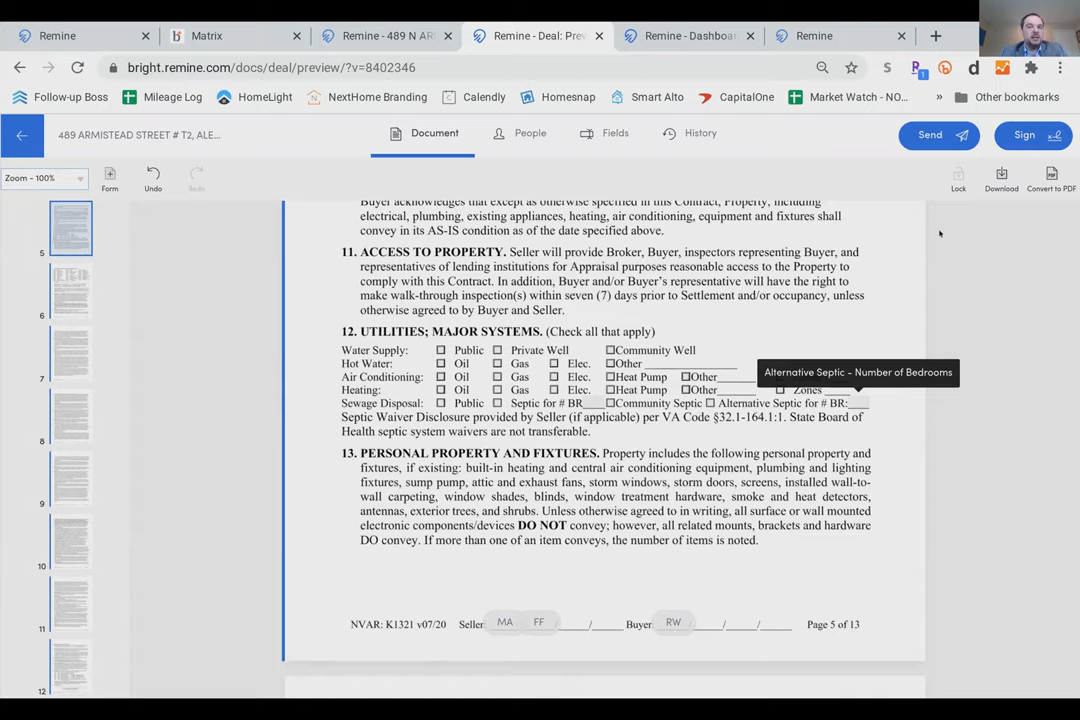 Remine
Matrix
Remine - 489 N AR
Remine - Deal: Prev
Remine - Dashboar
Remine
bright.remine.com/docs/deal/preview/?v=8402346
Follow-up Boss
Mileage Log
HomeLight
NextHome Branding
Calendly
Homesnap
Smart Alto
CapitalOne
Market Watch - NO...
»
Other bookmarks
489 ARMISTEAD STREET # T2, ALE...
Document
People
Fields
History
Send
Sign
Zoom - 100%
Form
Undo
Redo
Lock
Download
Convert to PDF
Buyer acknowledges that except as otherwise specified in this Contract, Property, including
electrical, plumbing, existing appliances, heating, air conditioning, equipment and fixtures shall
convey in its AS-IS condition as of the date specified above.
11. ACCESS TO PROPERTY. Seller will provide Broker, Buyer, inspectors representing Buyer, and
representatives of lending institutions for Appraisal purposes reasonable access to the Property to
comply with this Contract. In addition, Buyer and/or Buyer's representative will have the right to
make walk-through inspection(s) within seven (7) days prior to Settlement and/or occupancy, unless
otherwise agreed to by Buyer and Seller.
12. UTILITIES; MAJOR SYSTEMS. (Check all that apply)
Water Supply: ☐ Public ☐ Private Well ☐Community Well
Hot Water: ☐ Oil ☐ Gas ☐ Elec. ☐Other ________________
Alternative Septic - Number of Bedrooms
Air Conditioning: ☐ Oil ☐ Gas ☐ Elec. ☐Heat Pump ☐Other______
Heating: ☐ Oil ☐ Gas ☐ Elec. ☐Heat Pump ☐Other______ ☐ Zones ____
Sewage Disposal: ☐ Public ☐ Septic for # BR____☐Community Septic ☐ Alternative Septic for # BR:____
Septic Waiver Disclosure provided by Seller (if applicable) per VA Code §32.1-164.1:1. State Board of
Health septic system waivers are not transferable.
13. PERSONAL PROPERTY AND FIXTURES. Property includes the following personal property and
fixtures, if existing: built-in heating and central air conditioning equipment, plumbing and lighting
fixtures, sump pump, attic and exhaust fans, storm windows, storm doors, screens, installed wall-to-
wall carpeting, window shades, blinds, window treatment hardware, smoke and heat detectors,
antennas, exterior trees, and shrubs. Unless otherwise agreed to in writing, all surface or wall mounted
electronic components/devices DO NOT convey; however, all related mounts, brackets and hardware
DO convey. If more than one of an item conveys, the number of items is noted.
NVAR: K1321 v07/20 Seller: MA FF /_____/_____ Buyer: RW /_____/_____/_____ Page 5 of 13
5
6
7
8
9
10
11
12